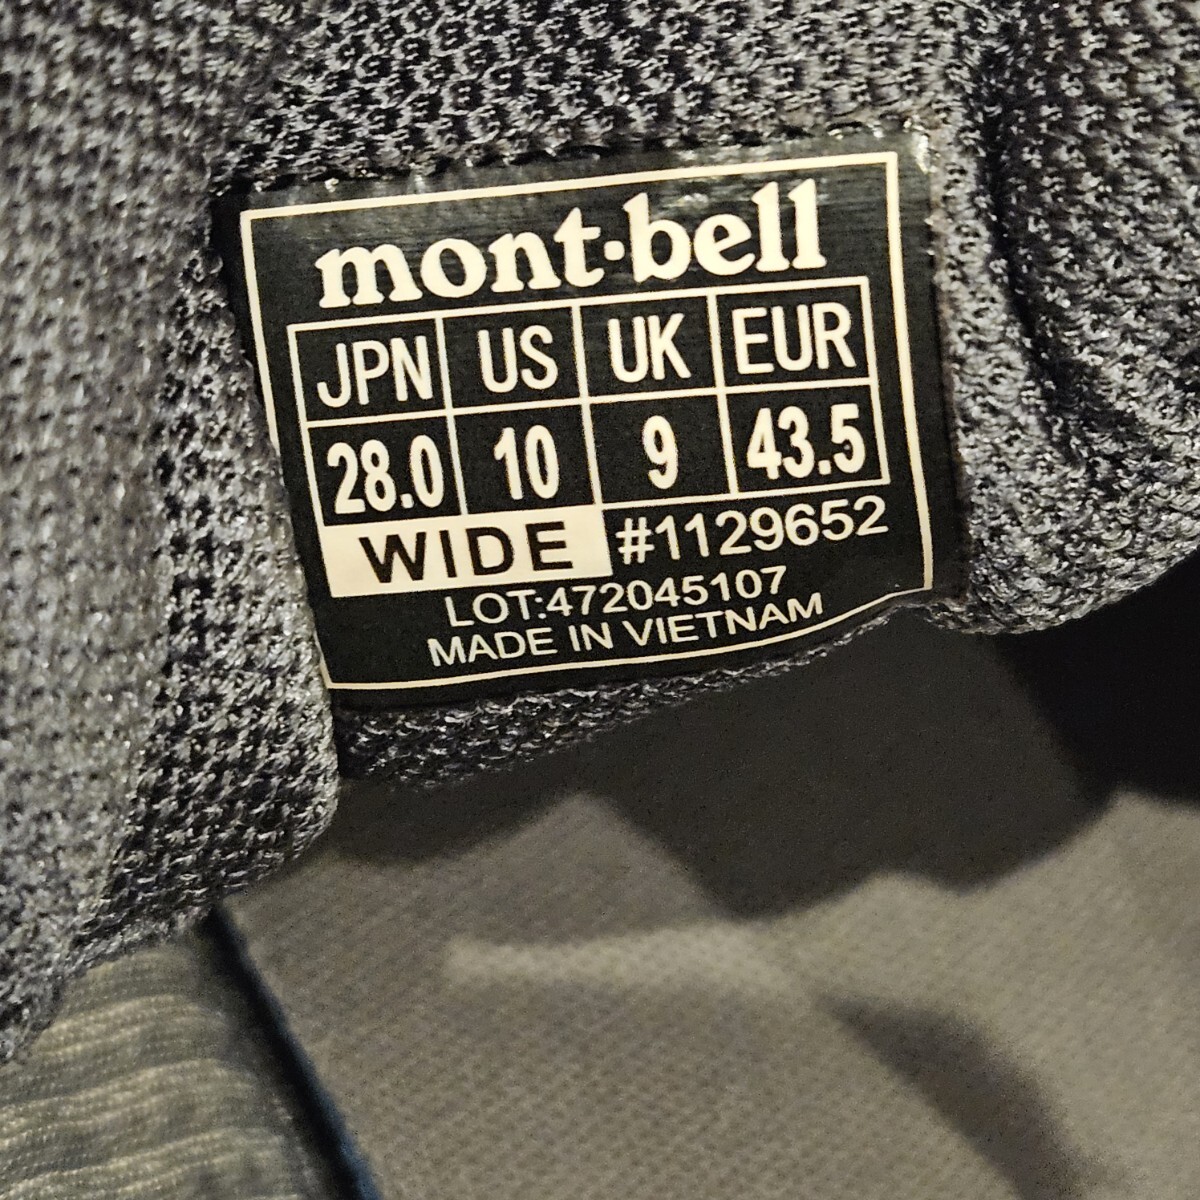 mont·bell
JPN US UK EUR
28.0 10 9 43.5
WIDE #1129652
LOT:472045107
MADE IN VIETNAM